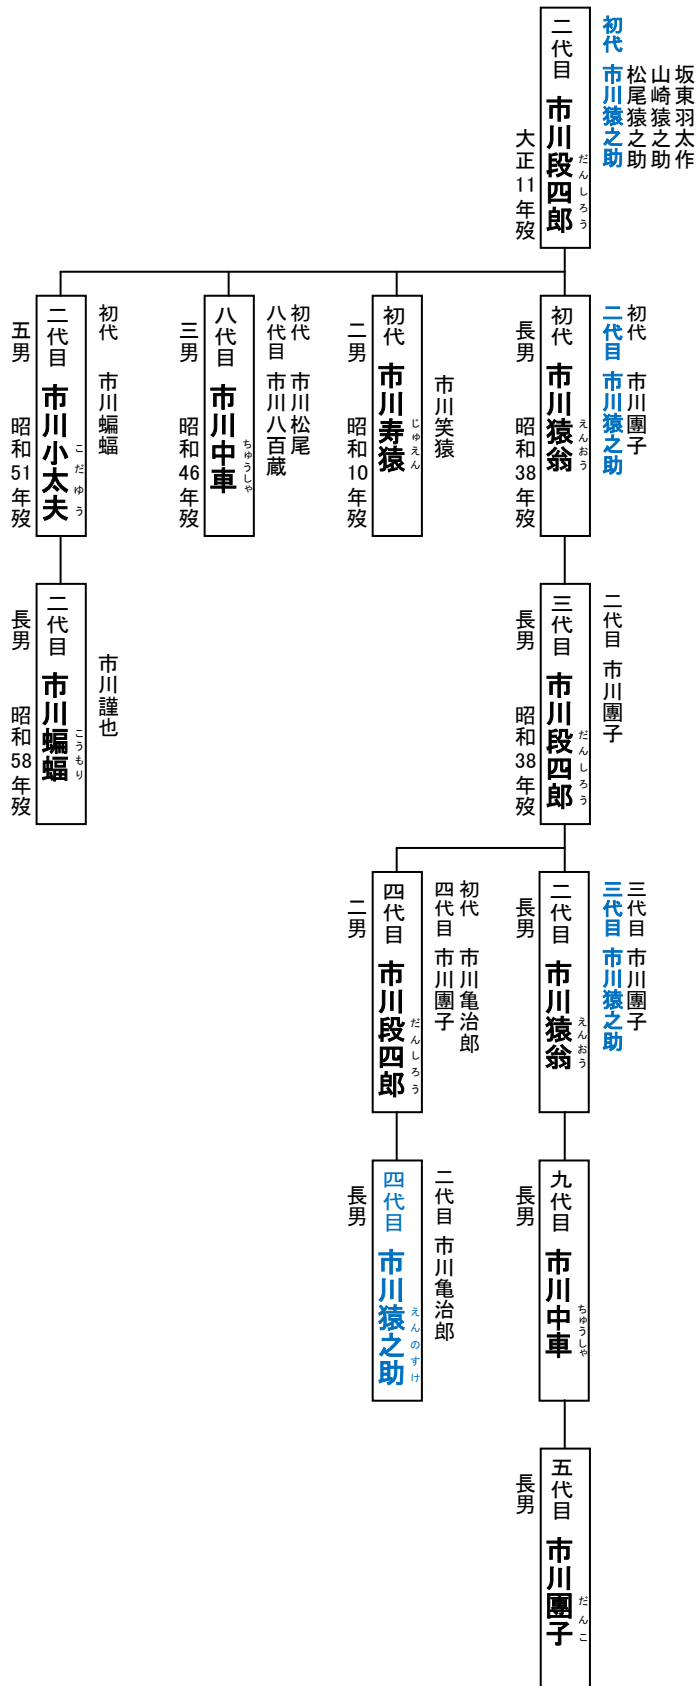 坂東羽太作
山崎猿之助
松尾猿之助
初代 市川猿之助
二代目 市川段四郎
だんしろう
大正11年歿
初代 市川團子
二代目 市川猿之助
初代 市川猿翁
えんおう
長男 昭和38年歿
市川笑猿
初代 市川寿猿
じゅえん
二男 昭和10年歿
初代 市川松尾
八代目 市川八百蔵
八代目 市川中車
ちゅうしゃ
三男 昭和46年歿
初代 市川蝙蝠
二代目 市川小太夫
こだゆう
五男 昭和51年歿
二代目 市川團子
三代目 市川段四郎
だんしろう
長男 昭和38年歿
市川謹也
二代目 市川蝙蝠
こうもり
長男 昭和58年歿
三代目 市川團子
三代目 市川猿之助
二代目 市川猿翁
えんおう
長男
初代 市川亀治郎
四代目 市川團子
四代目 市川段四郎
だんしろう
二男
九代目 市川中車
ちゅうしゃ
長男
二代目 市川亀治郎
四代目 市川猿之助
えんのすけ
長男
五代目 市川團子
だんこ
長男